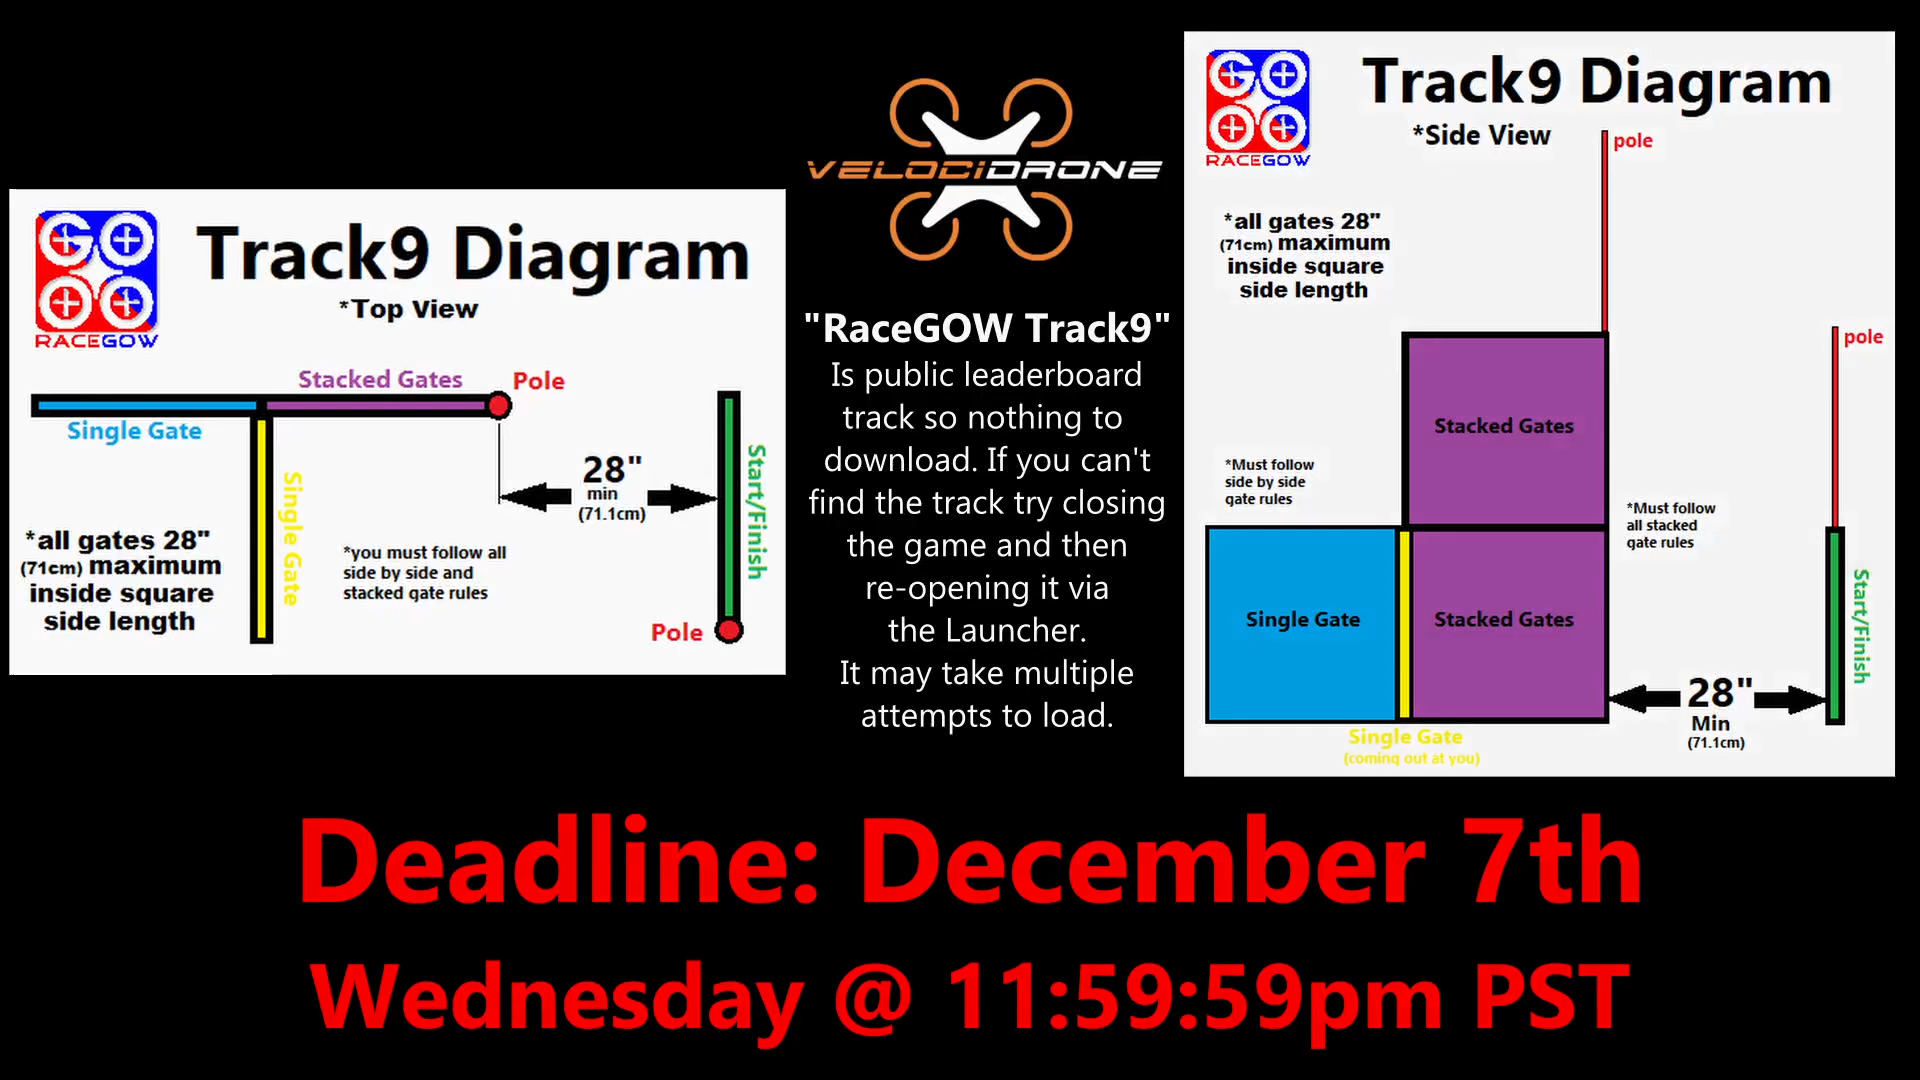 GO
RACEGOW
Track9 Diagram
*Top View
Stacked Gates
Pole
Single Gate
Single Gate
28"
min
(71.1cm)
Start/Finish
*all gates 28"
(71cm) maximum
inside square
side length
*you must follow all
side by side and
stacked gate rules
Pole
VELOCIDRONE
"RaceGOW Track9"
Is public leaderboard
track so nothing to
download. If you can't
find the track try closing
the game and then
re-opening it via
the Launcher.
It may take multiple
attempts to load.
GO
RACEGOW
Track9 Diagram
*Side View
pole
*all gates 28"
(71cm) maximum
inside square
side length
pole
Stacked Gates
*Must follow
side by side
gate rules
*Must follow
all stacked
gate rules
Single Gate
Stacked Gates
Start/Finish
28"
Min
(71.1cm)
Single Gate
(coming out at you)
Deadline: December 7th
Wednesday @ 11:59:59pm PST